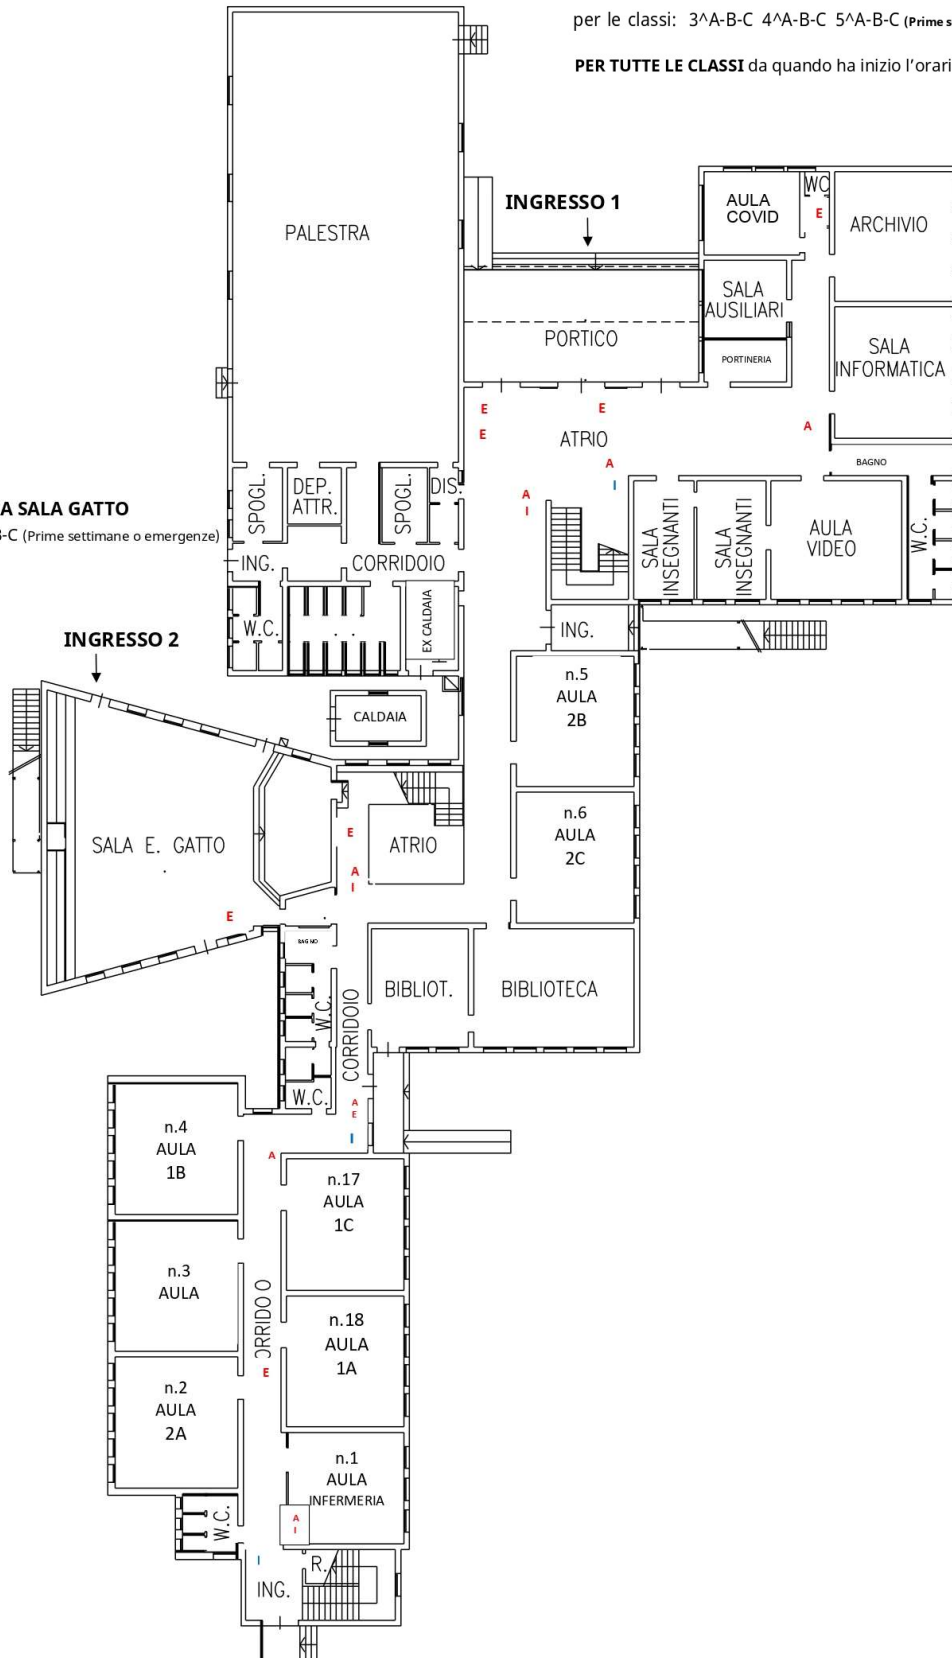 per le classi: 3^A-B-C 4^A-B-C 5^A-B-C (Prime s
PER TUTTE LE CLASSI da quando ha inizio l'orari
INGRESSO 1
PALESTRA
AULA
COVID
WC
E
ARCHIVIO
SALA
AUSILIARI
PORTICO
PORTINERIA
SALA
INFORMATICA
E
E
E
ATRIO
A
A
I
A
I
BAGNO
SPOGL.
DEP.
ATTR.
SPOGL.
DIS.
SALA
INSEGNANTI
SALA
INSEGNANTI
AULA
VIDEO
W.C.
A SALA GATTO
B-C (Prime settimane o emergenze)
ING.
CORRIDOIO
W.C.
EX CALDAIA
ING.
INGRESSO 2
n.5
AULA
2B
CALDAIA
n.6
AULA
2C
SALA E. GATTO
E
ATRIO
A
I
E
BAGNO
BIBLIOT.
BIBLIOTECA
W.C.
CORRIDOIO
W.C.
A
E
I
n.4
AULA
1B
A
n.17
AULA
1C
n.3
AULA
ORRIDO O
n.18
AULA
1A
E
n.2
AULA
2A
n.1
AULA
INFERMERIA
W.C.
A
I
I
R.
ING.